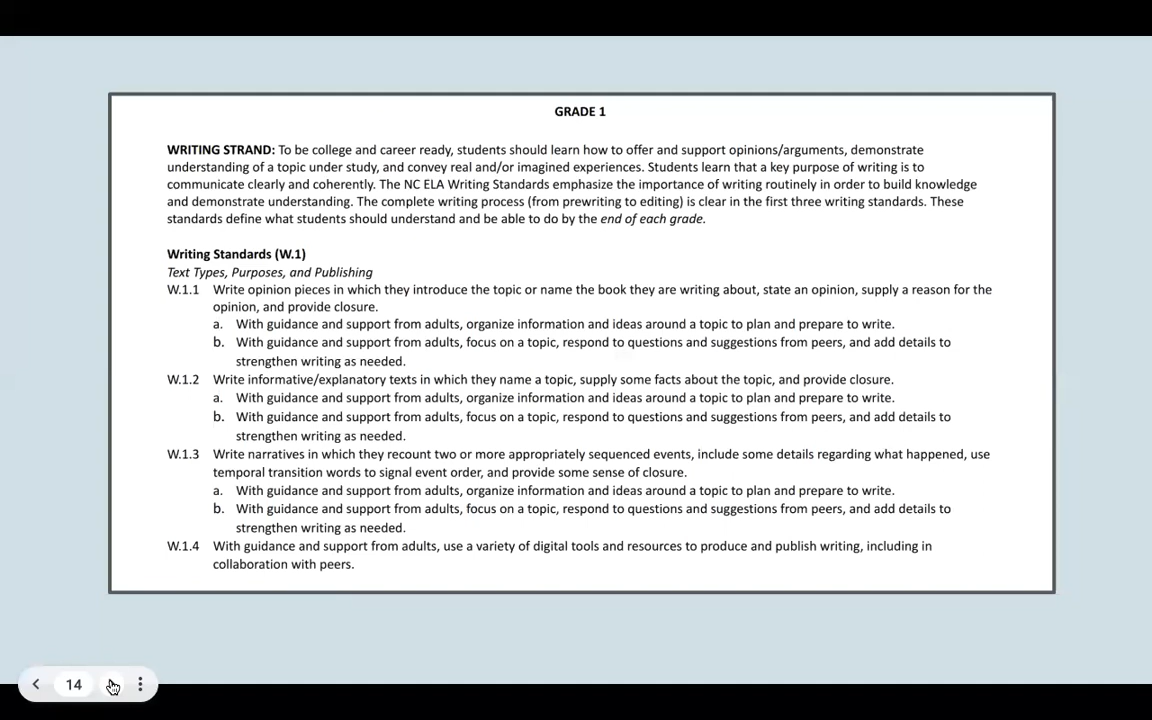 GRADE 1
WRITING STRAND: To be college and career ready, students should learn how to offer and support opinions/arguments, demonstrate
understanding of a topic under study, and convey real and/or imagined experiences. Students learn that a key purpose of writing is to
communicate clearly and coherently. The NC ELA Writing Standards emphasize the importance of writing routinely in order to build knowledge
and demonstrate understanding. The complete writing process (from prewriting to editing) is clear in the first three writing standards. These
standards define what students should understand and be able to do by the end of each grade.
Writing Standards (W.1)
Text Types, Purposes, and Publishing
W.1.1 Write opinion pieces in which they introduce the topic or name the book they are writing about, state an opinion, supply a reason for the
opinion, and provide closure.
a. With guidance and support from adults, organize information and ideas around a topic to plan and prepare to write.
b. With guidance and support from adults, focus on a topic, respond to questions and suggestions from peers, and add details to
strengthen writing as needed.
W.1.2 Write informative/explanatory texts in which they name a topic, supply some facts about the topic, and provide closure.
a. With guidance and support from adults, organize information and ideas around a topic to plan and prepare to write.
b. With guidance and support from adults, focus on a topic, respond to questions and suggestions from peers, and add details to
strengthen writing as needed.
W.1.3 Write narratives in which they recount two or more appropriately sequenced events, include some details regarding what happened, use
temporal transition words to signal event order, and provide some sense of closure.
a. With guidance and support from adults, organize information and ideas around a topic to plan and prepare to write.
b. With guidance and support from adults, focus on a topic, respond to questions and suggestions from peers, and add details to
strengthen writing as needed.
W.1.4 With guidance and support from adults, use a variety of digital tools and resources to produce and publish writing, including in
collaboration with peers.
14